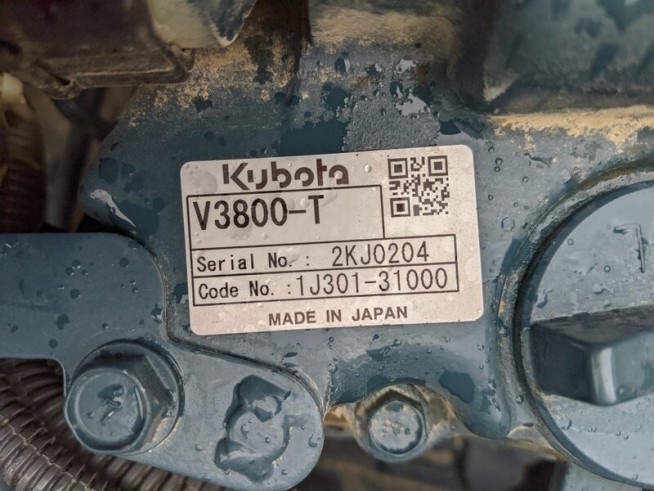 Kubota
V3800-T
Serial No. : 2KJ0204
Code No. : 1J301-31000
MADE IN JAPAN